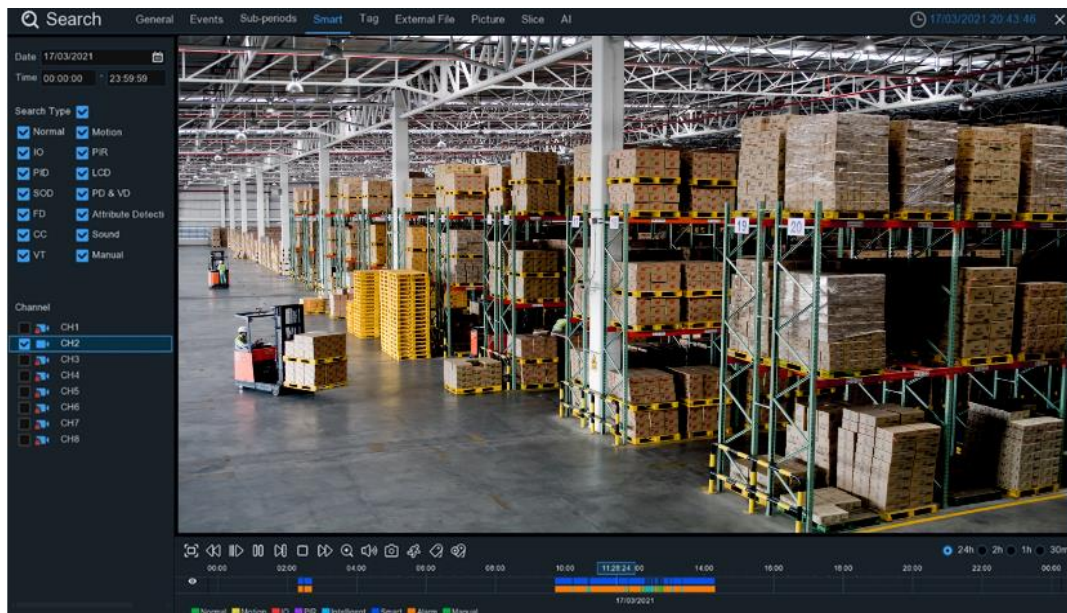 Search General Events Sub-periods Smart Tag External File Picture Slice AI 17/03/2021 20:43:46
Date 17/03/2021
Time 00:00:00 - 23:59:59
Search Type
Normal Motion
IO PIR
PID LCD
SOD PD & VD
FD Attribute Detecti
CC Sound
VT Manual
19 20
Channel
CH1
CH2
CH3
CH4
CH5
CH6
CH7
CH8
24h 2h 1h 30m
00:00 02:00 04:00 06:00 08:00 10:00 11:28:24 00 14:00 16:00 18:00 20:00 22:00 00:00
17/03/2021
Normal Motion IO PIR Intelligent Smart Alarm Manual